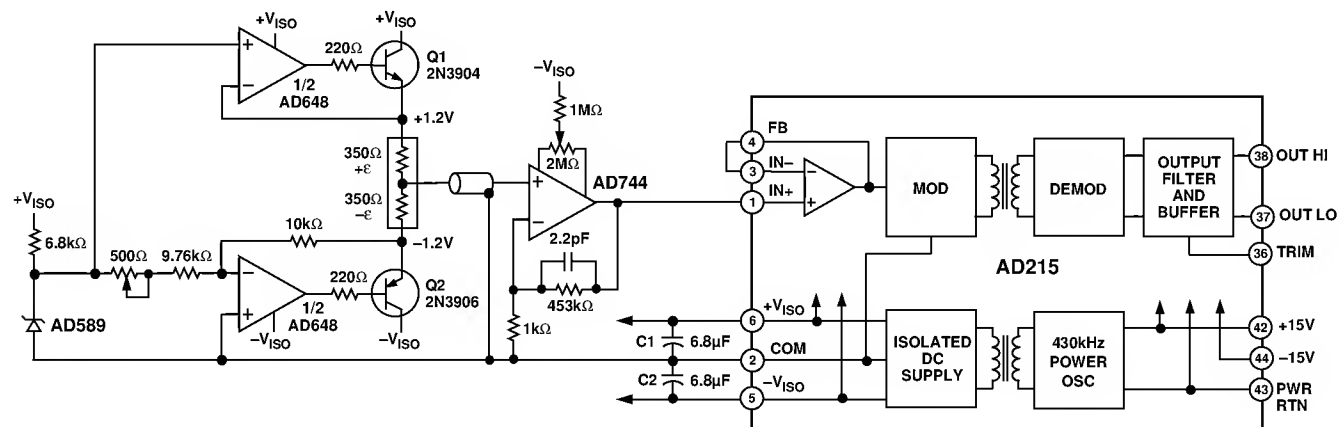 +VISO
+VISO
220Ω
Q1
2N3904
1/2
AD648
+1.2V
350Ω
+ε
350Ω
−ε
−1.2V
+VISO
6.8kΩ
500Ω
9.76kΩ
10kΩ
220Ω
Q2
2N3906
1/2
AD648
−VISO
−VISO
AD589
−VISO
1MΩ
2MΩ
AD744
2.2pF
453kΩ
1kΩ
FB
4
IN−
3
IN+
1
MOD
DEMOD
OUTPUT
FILTER
AND
BUFFER
38
OUT HI
37
OUT LO
36
TRIM
AD215
+VISO
6
C1
6.8µF
COM
2
C2
6.8µF
−VISO
5
ISOLATED
DC
SUPPLY
430kHz
POWER
OSC
42
+15V
44
−15V
43
PWR
RTN